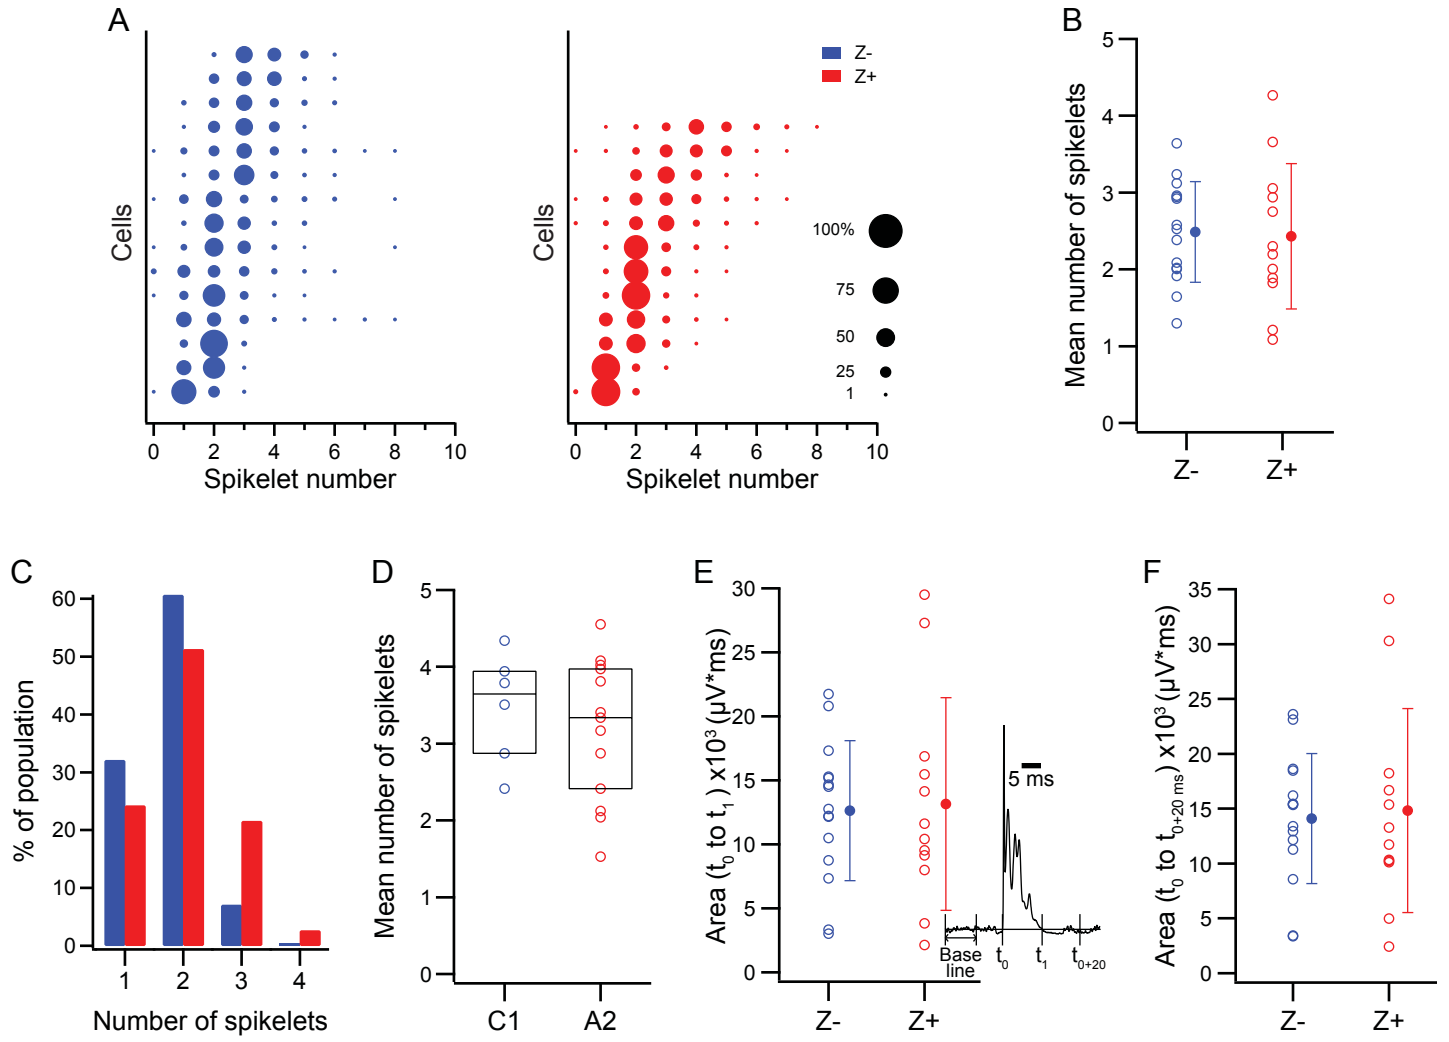 A
Z-
Z+
Cells
Cells
100%
75
50
25
1
0 2 4 6 8 10
Spikelet number
0 2 4 6 8 10
Spikelet number
B
Mean number of spikelets
5
4
3
2
1
0
Z- Z+
C
% of population
60
50
40
30
20
10
0
1 2 3 4
Number of spikelets
D
Mean number of spikelets
5
4
3
2
1
0
C1 A2
E
Area (t0 to t1 ) x10³ (µV*ms)
30
25
20
15
10
5
0
5 ms
Base
line
t0 t1 t0+20
Z- Z+
F
Area (t0 to t0+20 ms) x10³ (µV*ms)
35
30
25
20
15
10
5
0
Z- Z+